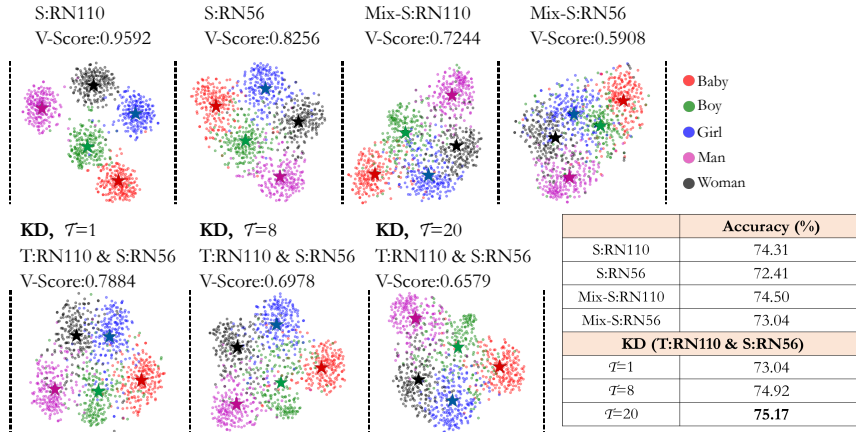 S:RN110
V-Score:0.9592
S:RN56
V-Score:0.8256
Mix-S:RN110
V-Score:0.7244
Mix-S:RN56
V-Score:0.5908
Baby
Boy
Girl
Man
Woman
KD, 𝒯=1
T:RN110 & S:RN56
V-Score:0.7884
KD, 𝒯=8
T:RN110 & S:RN56
V-Score:0.6978
KD, 𝒯=20
T:RN110 & S:RN56
V-Score:0.6579
Accuracy (%)
S:RN110 74.31
S:RN56 72.41
Mix-S:RN110 74.50
Mix-S:RN56 73.04
KD (T:RN110 & S:RN56)
𝒯=1 73.04
𝒯=8 74.92
𝒯=20 75.17